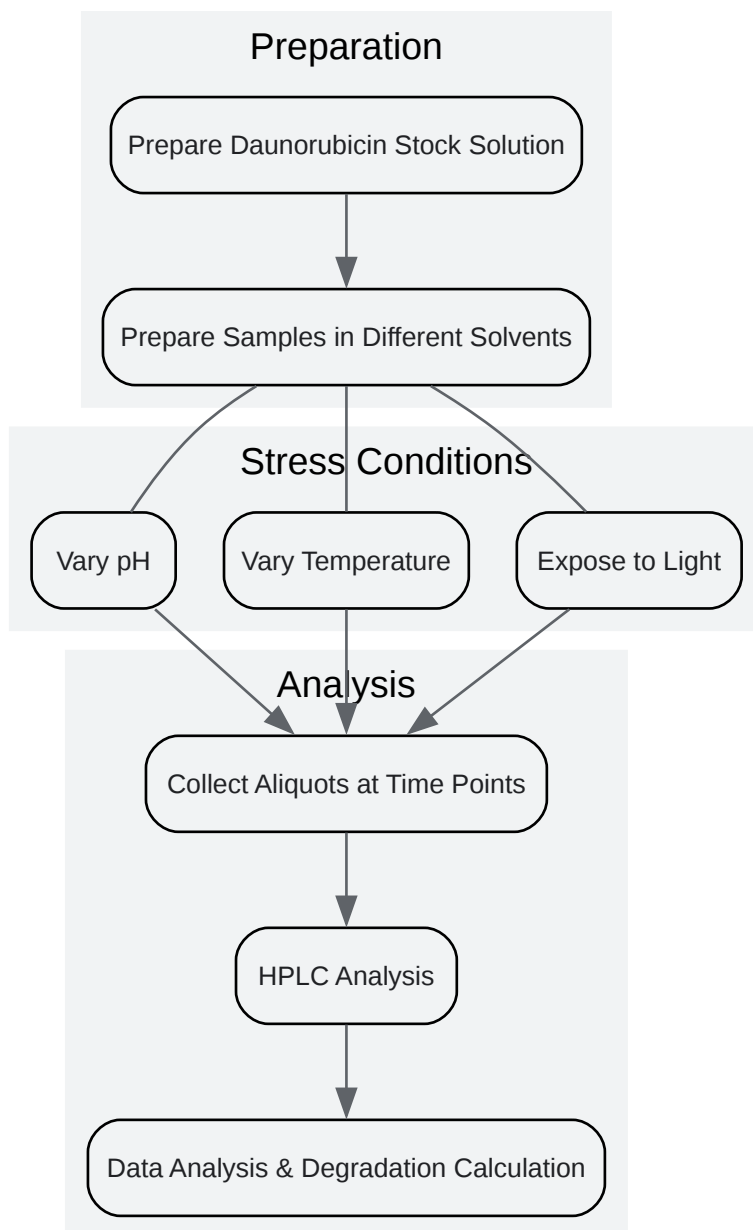 Preparation
Prepare Daunorubicin Stock Solution
Prepare Samples in Different Solvents
Stress Conditions
Vary pH
Vary Temperature
Expose to Light
Analysis
Collect Aliquots at Time Points
HPLC Analysis
Data Analysis & Degradation Calculation